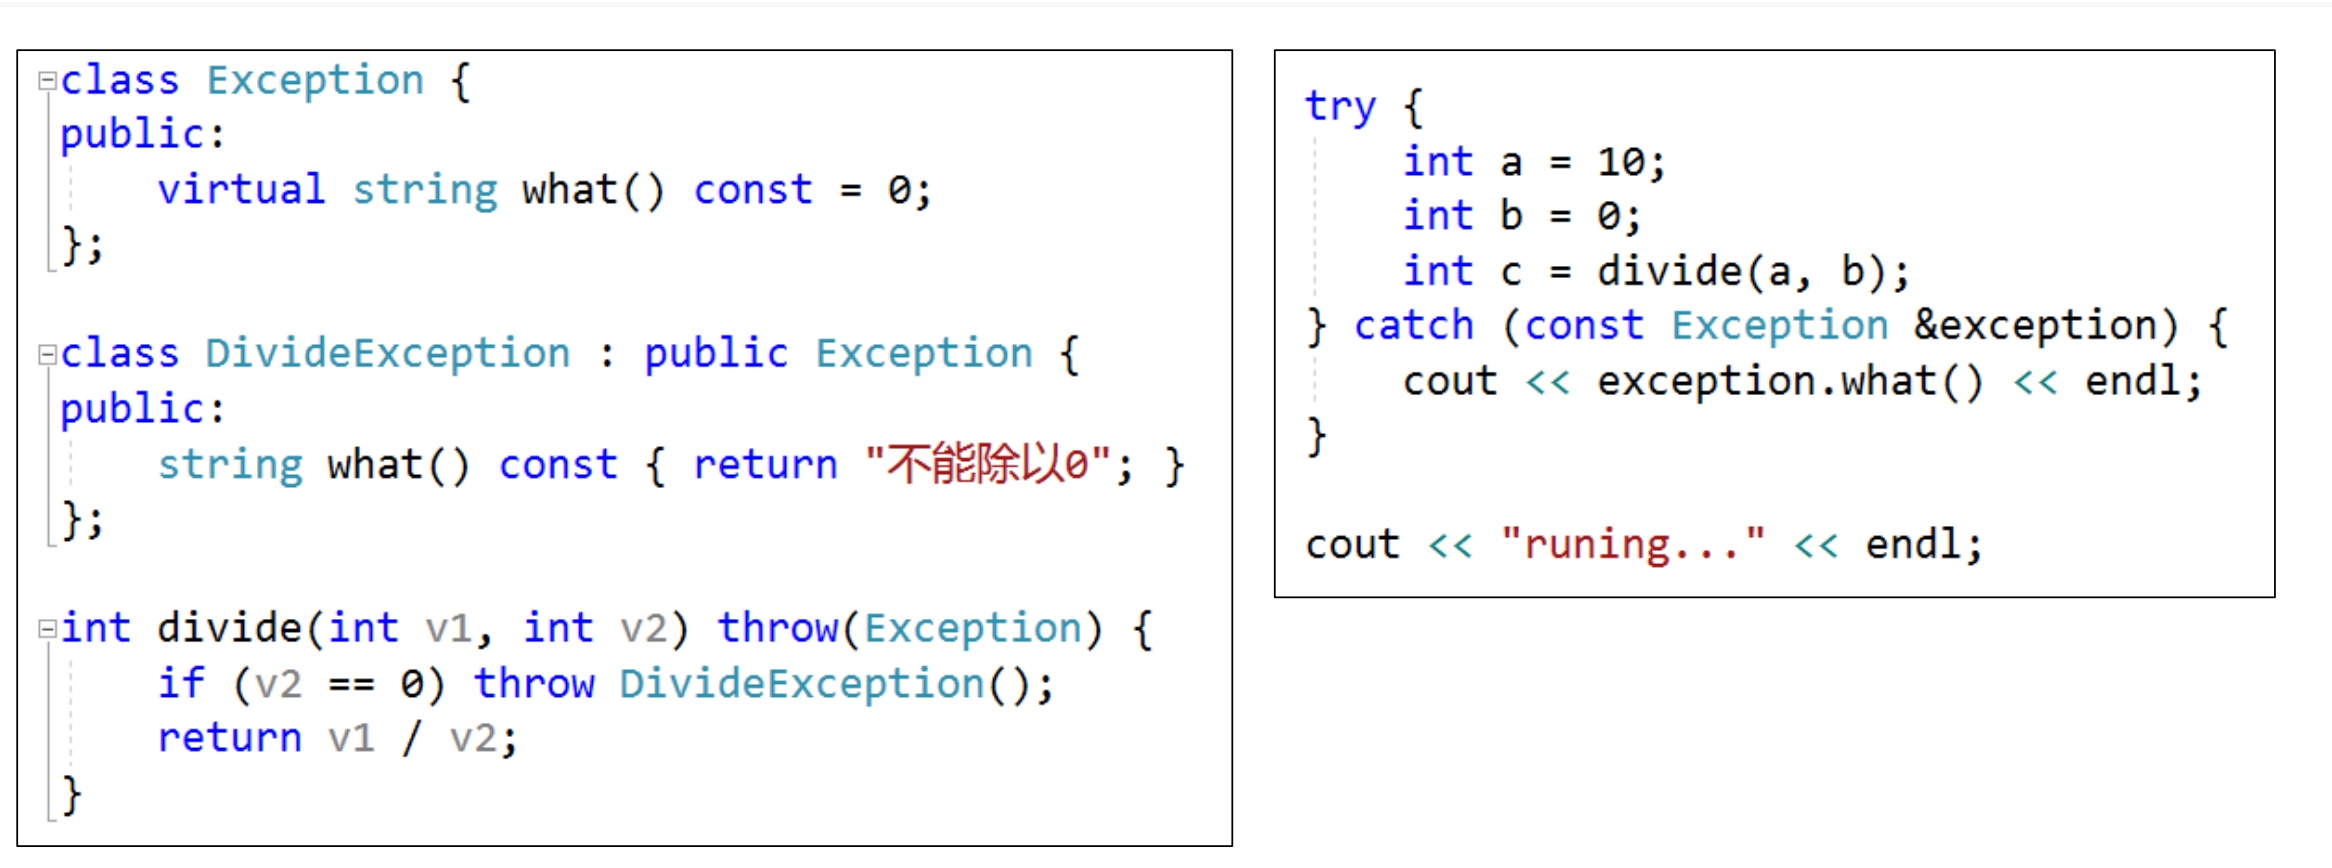 class Exception {
public:
    virtual string what() const = 0;
};
class DivideException : public Exception {
public:
    string what() const { return "不能除以0"; }
};
int divide(int v1, int v2) throw(Exception) {
    if (v2 == 0) throw DivideException();
    return v1 / v2;
}
try {
    int a = 10;
    int b = 0;
    int c = divide(a, b);
} catch (const Exception &exception) {
    cout << exception.what() << endl;
}
cout << "runing..." << endl;